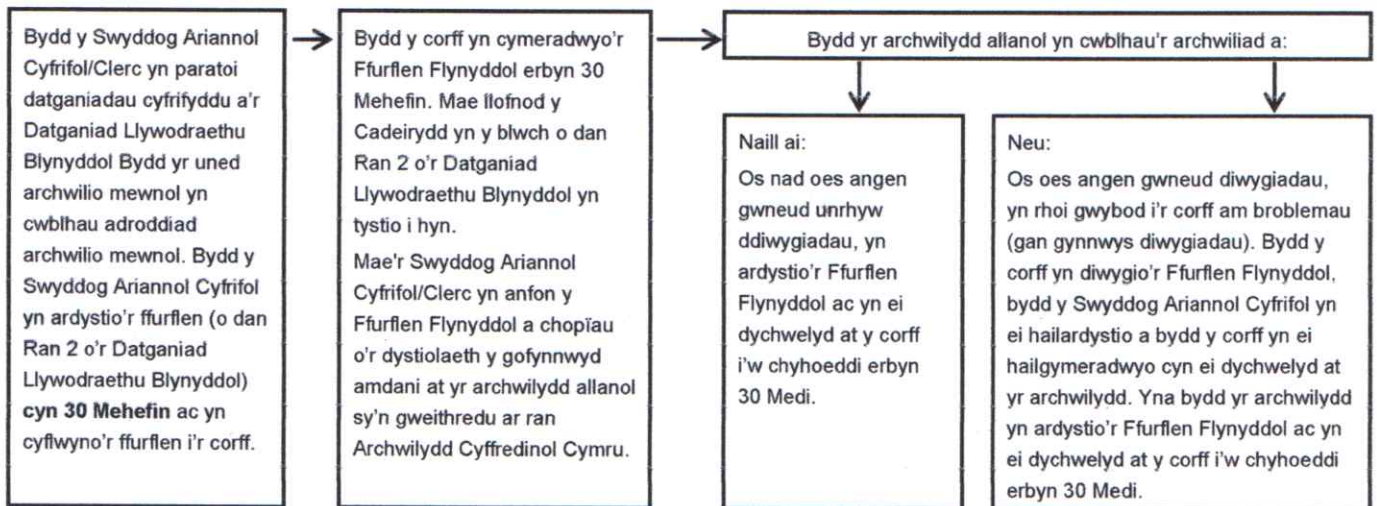 Bydd y Swyddog Ariannol
Cyfrifol/Clerc yn paratoi
datganiadau cyfrifyddu a'r
Datganiad Llywodraethu
Blynyddol Bydd yr uned
archwilio mewnol yn
cwblhau adroddiad
archwilio mewnol. Bydd y
Swyddog Ariannol Cyfrifol
yn ardystio'r ffurflen (o dan
Ran 2 o'r Datganiad
Llywodraethu Blynyddol)
cyn 30 Mehefin ac yn
cyflwyno'r ffurflen i'r corff.
Bydd y corff yn cymeradwyo'r
Ffurflen Flynyddol erbyn 30
Mehefin. Mae llofnod y
Cadeirydd yn y blwch o dan
Ran 2 o'r Datganiad
Llywodraethu Blynyddol yn
tystio i hyn.
Mae'r Swyddog Ariannol
Cyfrifol/Clerc yn anfon y
Ffurflen Flynyddol a chopïau
o'r dystiolaeth y gofynnwyd
amdani at yr archwilydd allanol
sy'n gweithredu ar ran
Archwilydd Cyffredinol Cymru.
Bydd yr archwilydd allanol yn cwblhau'r archwiliad a:
Naill ai:
Os nad oes angen
gwneud unrhyw
ddiwygiadau, yn
ardystio'r Ffurflen
Flynyddol ac yn ei
dychwelyd at y corff
i'w chyhoeddi erbyn
30 Medi.
Neu:
Os oes angen gwneud diwygiadau,
yn rhoi gwybod i'r corff am broblemau
(gan gynnwys diwygiadau). Bydd y
corff yn diwygio'r Ffurflen Flynyddol,
bydd y Swyddog Ariannol Cyfrifol yn
ei hailardystio a bydd y corff yn ei
hailgymeradwyo cyn ei dychwelyd at
yr archwilydd. Yna bydd yr archwilydd
yn ardystio'r Ffurflen Flynyddol ac yn
ei dychwelyd at y corff i'w chyhoeddi
erbyn 30 Medi.